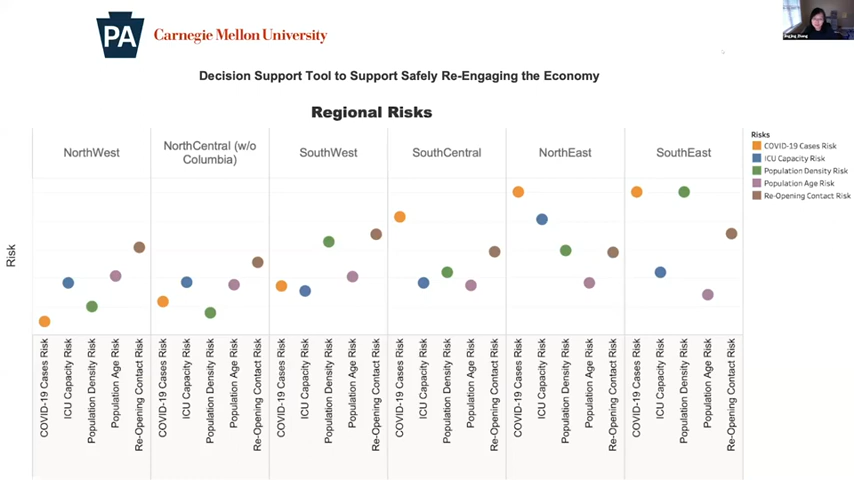 PA
Carnegie Mellon University
Decision Support Tool to Support Safely Re-Engaging the Economy
Regional Risks
NorthWest
NorthCentral (w/o
Columbia)
SouthWest
SouthCentral
NorthEast
SouthEast
Risks
COVID-19 Cases Risk
ICU Capacity Risk
Population Density Risk
Population Age Risk
Re-Opening Contact Risk
Risk
COVID-19 Cases Risk
ICU Capacity Risk
Population Density Risk
Population Age Risk
Re-Opening Contact Risk
COVID-19 Cases Risk
ICU Capacity Risk
Population Density Risk
Population Age Risk
Re-Opening Contact Risk
COVID-19 Cases Risk
ICU Capacity Risk
Population Density Risk
Population Age Risk
Re-Opening Contact Risk
COVID-19 Cases Risk
ICU Capacity Risk
Population Density Risk
Population Age Risk
Re-Opening Contact Risk
COVID-19 Cases Risk
ICU Capacity Risk
Population Density Risk
Population Age Risk
Re-Opening Contact Risk
COVID-19 Cases Risk
ICU Capacity Risk
Population Density Risk
Population Age Risk
Re-Opening Contact Risk